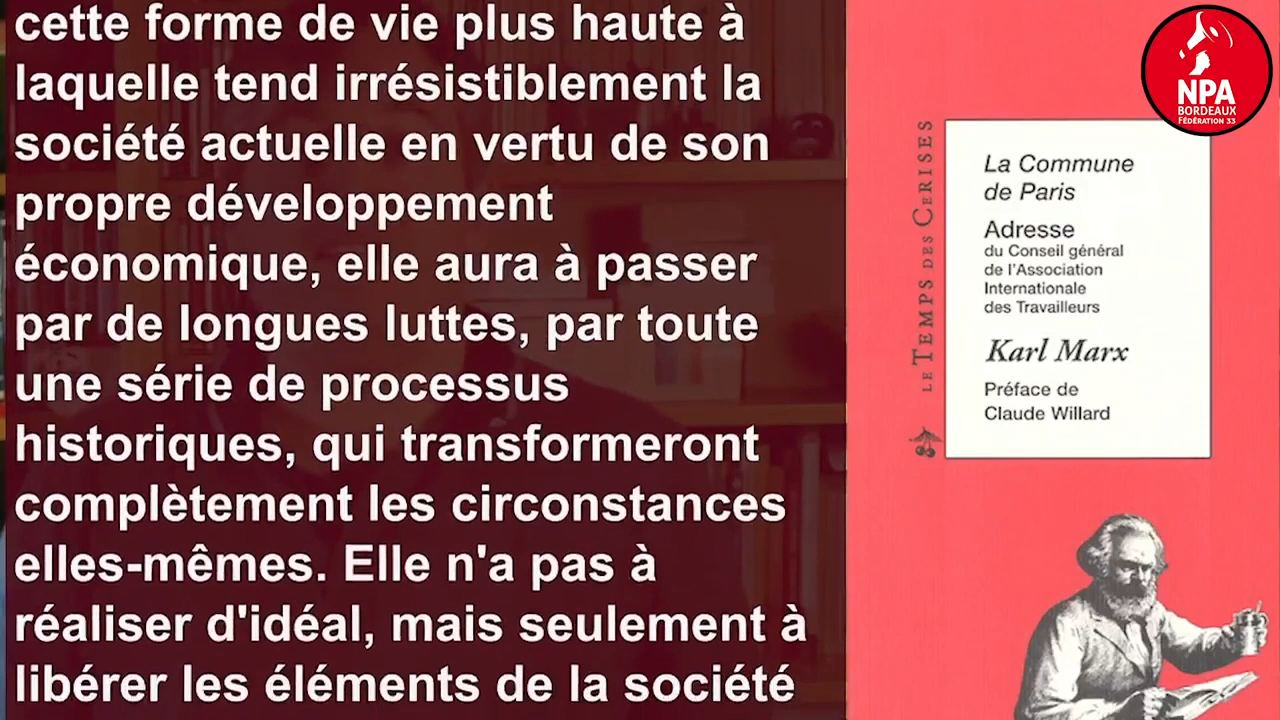 cette forme de vie plus haute à
laquelle tend irrésistiblement la
société actuelle en vertu de son
propre développement
économique, elle aura à passer
par de longues luttes, par toute
une série de processus
historiques, qui transformeront
complètement les circonstances
elles-mêmes. Elle n'a pas à
réaliser d'idéal, mais seulement à
libérer les éléments de la société
NPA
BORDEAUX
FÉDÉRATION 33
LE TEMPS DES CERISES
La Commune
de Paris
Adresse
du Conseil général
de l'Association
Internationale
des Travailleurs
Karl Marx
Préface de
Claude Willard